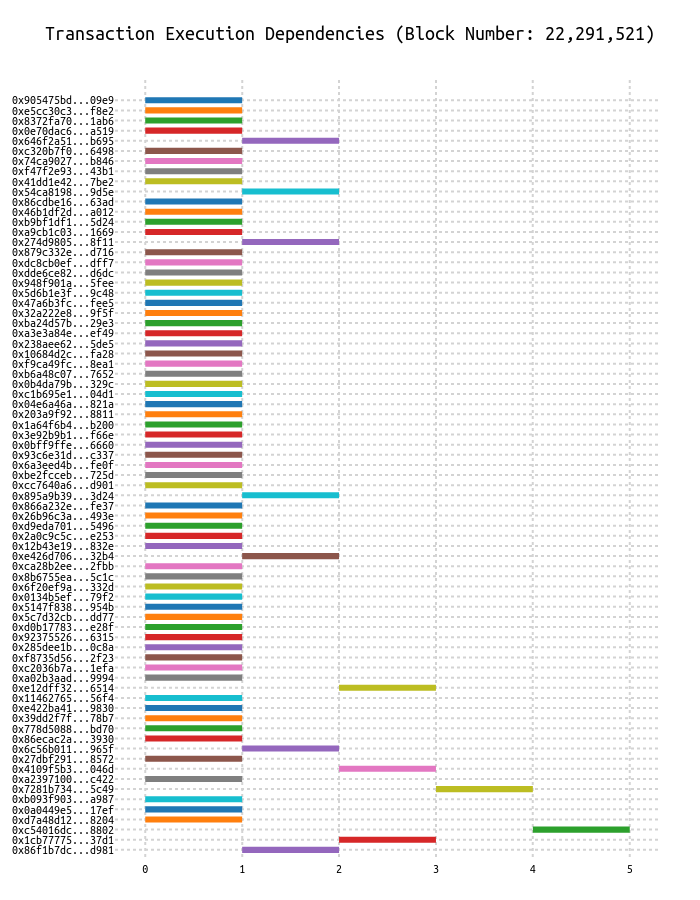 Transaction Execution Dependencies (Block Number: 22,291,521)
0x905475bd...09e9
0xe5cc30c3...f8e2
0x8372fa70...1ab6
0x0e70dac6...a519
0x646f2a51...b695
0xc320b7f0...6498
0x74ca9027...b846
0xf47f2e93...43b1
0x41dd1e42...7be2
0x54ca8198...9d5e
0x86cdbe16...63ad
0x46b1df2d...a012
0xb9bf1df1...5d24
0xa9cb1c03...1669
0x274d9805...8f11
0x879c332e...d716
0xdc8cb0ef...dff7
0xdde6ce82...d6dc
0x948f901a...5fee
0x5d6b1e3f...9c48
0x47a6b3fc...fee5
0x32a222e8...9f5f
0xba24d57b...29e3
0xa3e3a84e...ef49
0x238aee62...5de5
0x10684d2c...fa28
0xf9ca49fc...8ea1
0xb6a48c07...7652
0x0b4da79b...329c
0xc1b695e1...04d1
0x04e6a46a...821a
0x203a9f92...8811
0x1a64f6b4...b200
0x3e92b9b1...f66e
0x0bff9ffe...6660
0x93c6e31d...c337
0x6a3eed4b...fe0f
0xbe2fcceb...725d
0xcc7640a6...d901
0x895a9b39...3d24
0x866a232e...fe37
0x26b96c3a...493e
0xd9eda701...5496
0x2a0c9c5c...e253
0x12b43e19...832e
0xe426d706...32b4
0xca28b2ee...2fbb
0x8b6755ea...5c1c
0x6f20ef9a...332d
0x0134b5ef...79f2
0x5147f838...954b
0x5c7d32cb...dd77
0xd0b17783...e28f
0x92375526...6315
0x285dee1b...0c8a
0xf8735d56...2f23
0xc2036b7a...1efa
0xa02b3aad...9994
0xe12dff32...6514
0x11462765...56f4
0xe422ba41...9830
0x39dd2f7f...78b7
0x778d5088...bd70
0x86ecac2a...3930
0x6c56b011...965f
0x27dbf291...8572
0x4109f5b3...046d
0xa2397100...c422
0x7281b734...5c49
0xb093f903...a987
0x0a0449e5...17ef
0xd7a48d12...8204
0xc54016dc...8802
0x1cb77775...37d1
0x86f1b7dc...d981
0 1 2 3 4 5